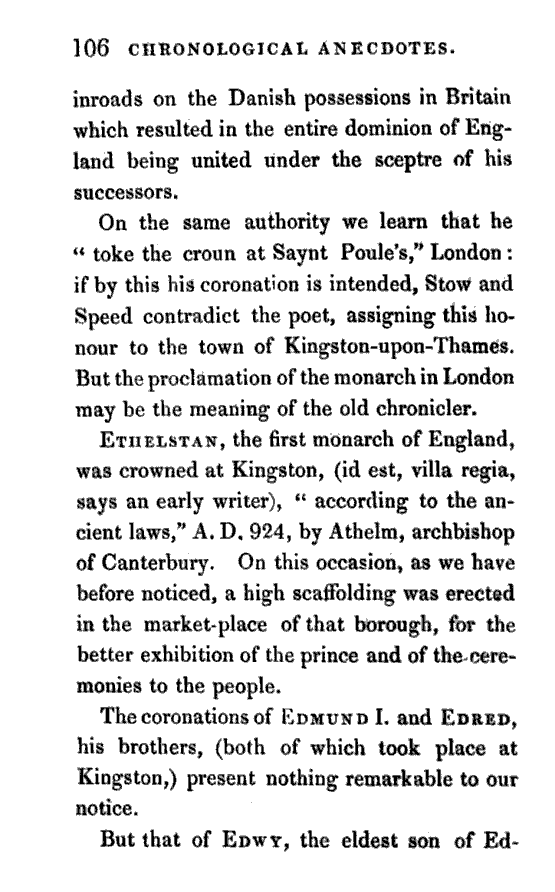 106 CHRONOLOGICAL ANECDOTES.
inroads on the Danish possessions in Britain
which resulted in the entire dominion of Eng-
land being united under the sceptre of his
successors.
On the same authority we learn that he
“ toke the croun at Saynt Poule's,” London :
if by this his coronation is intended, Stow and
Speed contradict the poet, assigning this ho-
nour to the town of Kingston-upon-Thames.
But the proclamation of the monarch in London
may be the meaning of the old chronicler.
ETHELSTAN, the first monarch of England,
was crowned at Kingston, (id est, villa regia,
says an early writer), “ according to the an-
cient laws,” A. D. 924, by Athelm, archbishop
of Canterbury. On this occasion, as we have
before noticed, a high scaffolding was erected
in the market-place of that borough, for the
better exhibition of the prince and of the cere-
monies to the people.
The coronations of EDMUND I. and EDRED,
his brothers, (both of which took place at
Kingston,) present nothing remarkable to our
notice.
But that of EDWY, the eldest son of Ed-